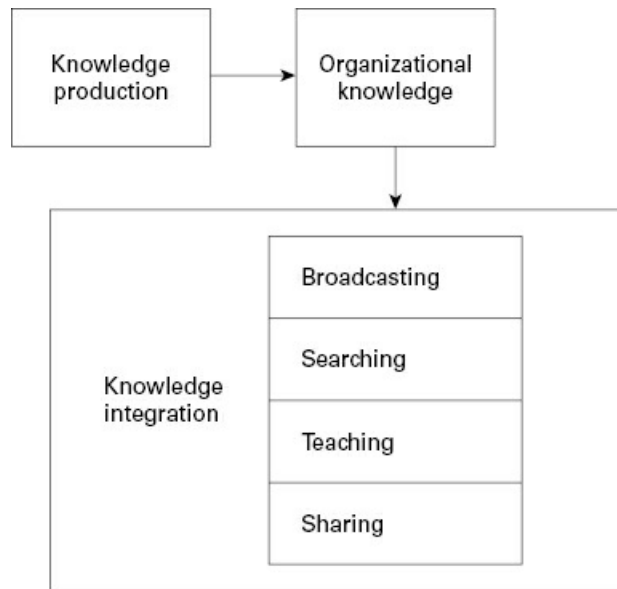 Knowledge
production
Organizational
knowledge
Knowledge
integration
Broadcasting
Searching
Teaching
Sharing